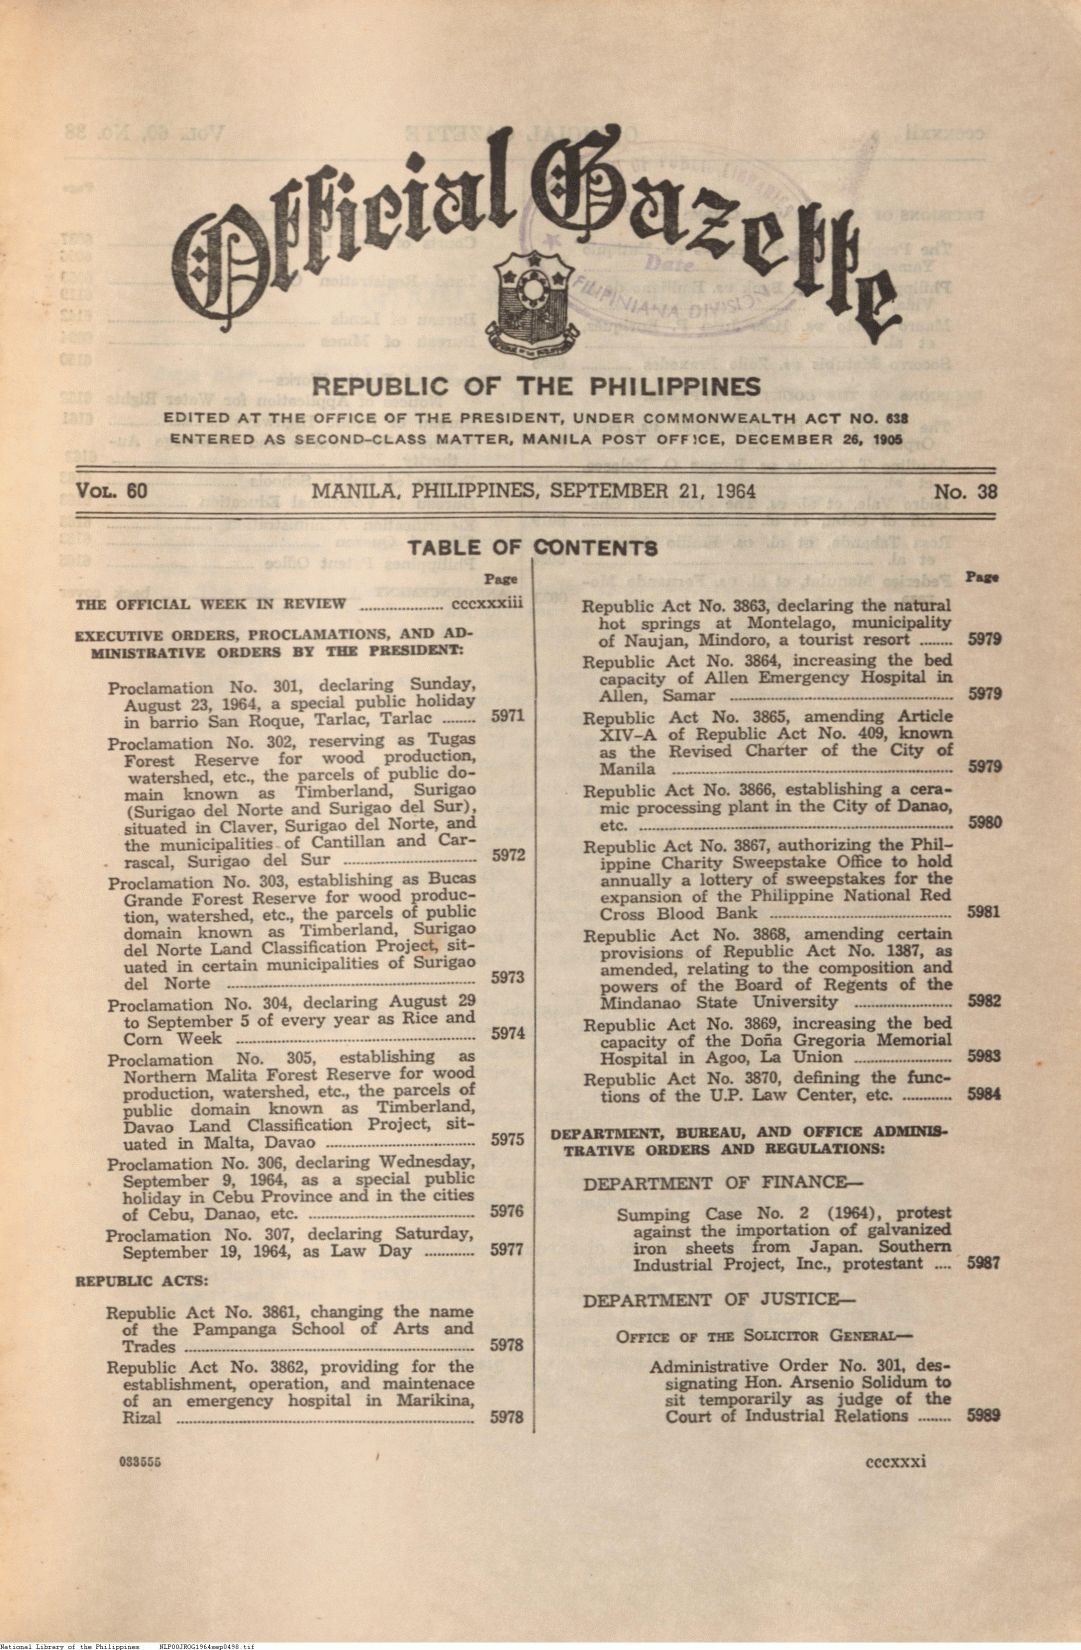 Official Gazette
Date
FILIPINIANA DIVISION
REPUBLIC OF THE PHILIPPINES
EDITED AT THE OFFICE OF THE PRESIDENT, UNDER COMMONWEALTH ACT NO. 638
ENTERED AS SECOND-CLASS MATTER, MANILA POST OFFICE, DECEMBER 26, 1905
VOL. 60 MANILA, PHILIPPINES, SEPTEMBER 21, 1964 No. 38
TABLE OF CONTENTS
Page
THE OFFICIAL WEEK IN REVIEW .................... cccxxxiii
EXECUTIVE ORDERS, PROCLAMATIONS, AND AD-
MINISTRATIVE ORDERS BY THE PRESIDENT:
Proclamation No. 301, declaring Sunday,
August 23, 1964, a special public holiday
in barrio San Roque, Tarlac, Tarlac ........ 5971
Proclamation No. 302, reserving as Tugas
Forest Reserve for wood production,
watershed, etc., the parcels of public do-
main known as Timberland, Surigao
(Surigao del Norte and Surigao del Sur),
situated in Claver, Surigao del Norte, and
the municipalities of Cantillan and Car-
rascal, Surigao del Sur ................................ 5972
Proclamation No. 303, establishing as Bucas
Grande Forest Reserve for wood produc-
tion, watershed, etc., the parcels of public
domain known as Timberland, Surigao
del Norte Land Classification Project, sit-
uated in certain municipalities of Surigao
del Norte ............................................................ 5973
Proclamation No. 304, declaring August 29
to September 5 of every year as Rice and
Corn Week .......................................................... 5974
Proclamation No. 305, establishing as
Northern Malita Forest Reserve for wood
production, watershed, etc., the parcels of
public domain known as Timberland,
Davao Land Classification Project, sit-
uated in Malta, Davao .................................... 5975
Proclamation No. 306, declaring Wednesday,
September 9, 1964, as a special public
holiday in Cebu Province and in the cities
of Cebu, Danao, etc. ........................................ 5976
Proclamation No. 307, declaring Saturday,
September 19, 1964, as Law Day ............ 5977
REPUBLIC ACTS:
Republic Act No. 3861, changing the name
of the Pampanga School of Arts and
Trades ...................................................................... 5978
Republic Act No. 3862, providing for the
establishment, operation, and maintenace
of an emergency hospital in Marikina,
Rizal ........................................................................ 5978
Page
Republic Act No. 3863, declaring the natural
hot springs at Montelago, municipality
of Naujan, Mindoro, a tourist resort ........ 5979
Republic Act No. 3864, increasing the bed
capacity of Allen Emergency Hospital in
Allen, Samar ...................................................... 5979
Republic Act No. 3865, amending Article
XIV-A of Republic Act No. 409, known
as the Revised Charter of the City of
Manila .................................................................... 5979
Republic Act No. 3866, establishing a cera-
mic processing plant in the City of Danao,
etc. ............................................................................ 5980
Republic Act No. 3867, authorizing the Phil-
ippine Charity Sweepstake Office to hold
annually a lottery of sweepstakes for the
expansion of the Philippine National Red
Cross Blood Bank ............................................ 5981
Republic Act No. 3868, amending certain
provisions of Republic Act No. 1387, as
amended, relating to the composition and
powers of the Board of Regents of the
Mindanao State University ........................ 5982
Republic Act No. 3869, increasing the bed
capacity of the Doña Gregoria Memorial
Hospital in Agoo, La Union ........................ 5983
Republic Act No. 3870, defining the func-
tions of the U.P. Law Center, etc. ............ 5984
DEPARTMENT, BUREAU, AND OFFICE ADMINIS-
TRATIVE ORDERS AND REGULATIONS:
DEPARTMENT OF FINANCE—
Sumping Case No. 2 (1964), protest
against the importation of galvanized
iron sheets from Japan. Southern
Industrial Project, Inc., protestant .... 5987
DEPARTMENT OF JUSTICE—
OFFICE OF THE SOLICITOR GENERAL—
Administrative Order No. 301, des-
signating Hon. Arsenio Solidum to
sit temporarily as judge of the
Court of Industrial Relations ........ 5989
033555 cccxxxi
National Library of the Philippines NLP00JROG1964sep0498.tif